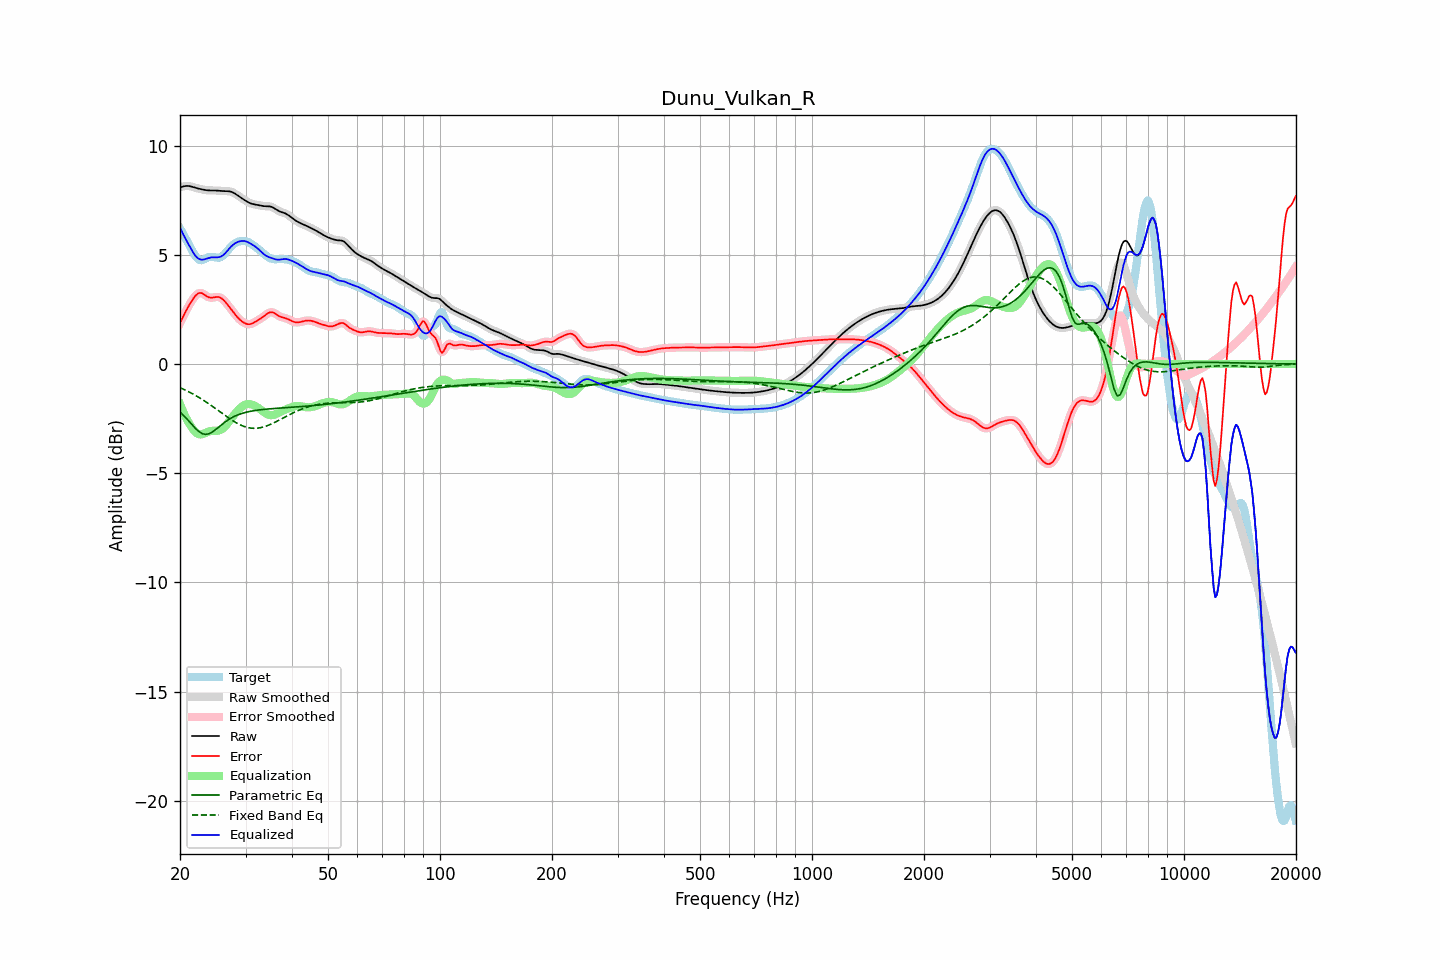 Dunu_Vulkan_R
Amplitude (dBr)
10
5
0
−5
−10
−15
−20
Target
Raw Smoothed
Error Smoothed
Raw
Error
Equalization
Parametric Eq
Fixed Band Eq
Equalized
20 50 100 200 500 1000 2000 5000 10000 20000
Frequency (Hz)